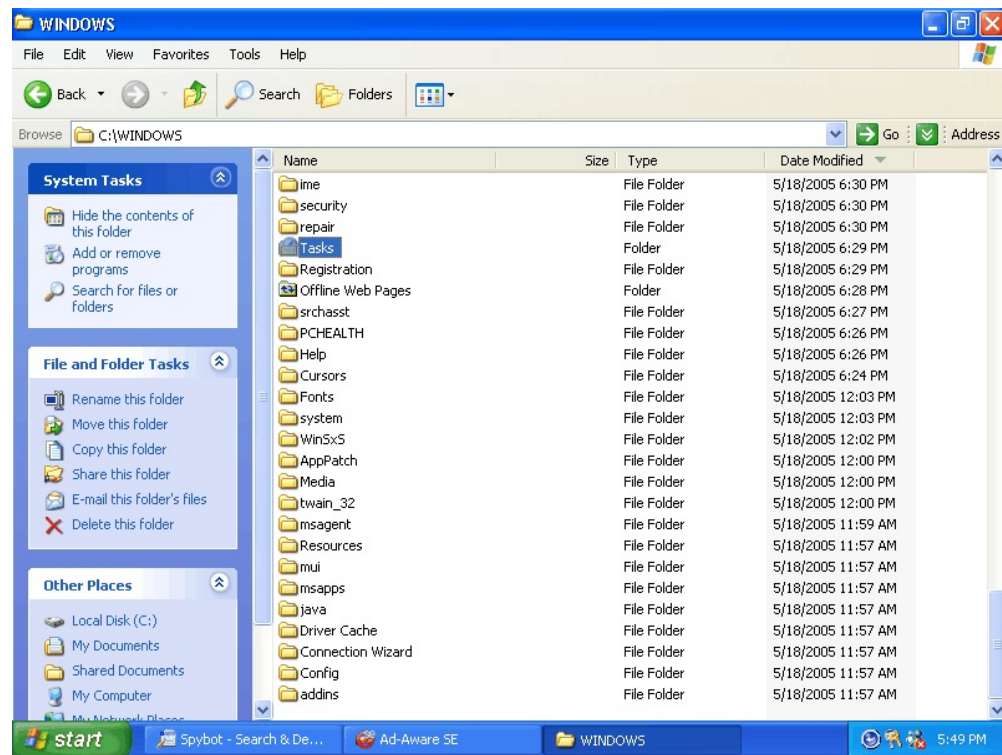 WINDOWS
File Edit View Favorites Tools Help
Back Search Folders
Browse C:\WINDOWS Go Address
System Tasks
Hide the contents of
this folder
Add or remove
programs
Search for files or
folders
File and Folder Tasks
Rename this folder
Move this folder
Copy this folder
Share this folder
E-mail this folder's files
Delete this folder
Other Places
Local Disk (C:)
My Documents
Shared Documents
My Computer
My Network Places
Name Size Type Date Modified
ime File Folder 5/18/2005 6:30 PM
security File Folder 5/18/2005 6:30 PM
repair File Folder 5/18/2005 6:30 PM
Tasks Folder 5/18/2005 6:29 PM
Registration File Folder 5/18/2005 6:29 PM
Offline Web Pages Folder 5/18/2005 6:28 PM
srchasst File Folder 5/18/2005 6:27 PM
PCHEALTH File Folder 5/18/2005 6:26 PM
Help File Folder 5/18/2005 6:26 PM
Cursors File Folder 5/18/2005 6:24 PM
Fonts File Folder 5/18/2005 12:03 PM
system File Folder 5/18/2005 12:03 PM
WinSxS File Folder 5/18/2005 12:02 PM
AppPatch File Folder 5/18/2005 12:00 PM
Media File Folder 5/18/2005 12:00 PM
twain_32 File Folder 5/18/2005 12:00 PM
msagent File Folder 5/18/2005 11:59 AM
Resources File Folder 5/18/2005 11:57 AM
mui File Folder 5/18/2005 11:57 AM
msapps File Folder 5/18/2005 11:57 AM
java File Folder 5/18/2005 11:57 AM
Driver Cache File Folder 5/18/2005 11:57 AM
Connection Wizard File Folder 5/18/2005 11:57 AM
Config File Folder 5/18/2005 11:57 AM
addins File Folder 5/18/2005 11:57 AM
start Spybot - Search & De... Ad-Aware SE WINDOWS 5:49 PM